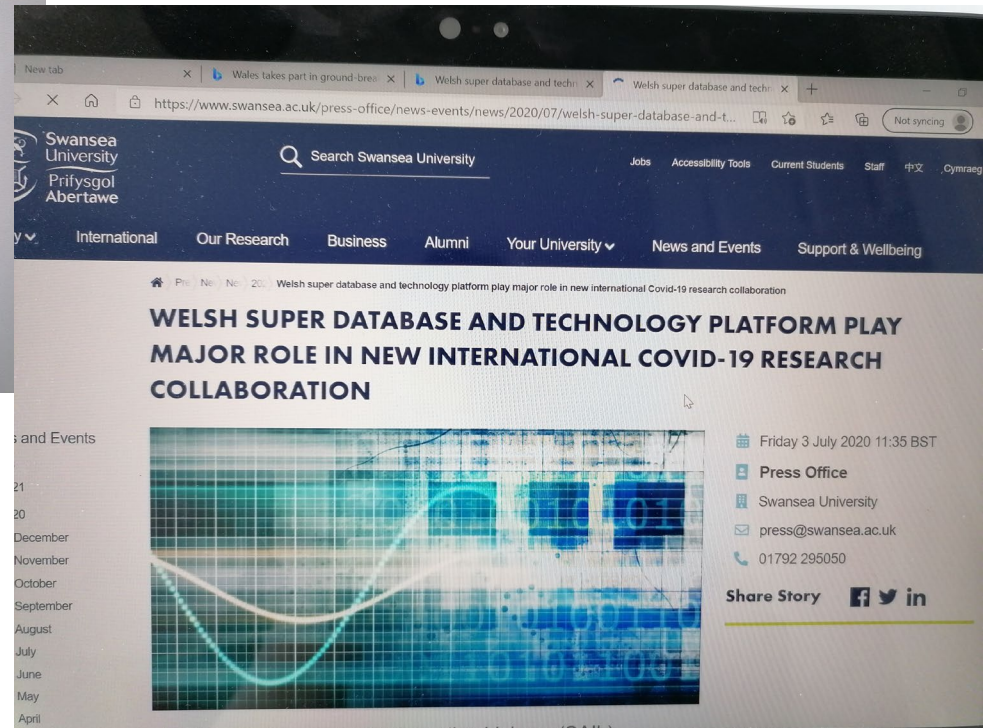 New tab
Wales takes part in ground-brea
Welsh super database and techn
Welsh super database and techn
https://www.swansea.ac.uk/press-office/news-events/news/2020/07/welsh-super-database-and-t...
Not syncing
Swansea
University
Prifysgol
Abertawe
Search Swansea University
Jobs
Accessibility Tools
Current Students
Staff
中文
Cymraeg
y
International
Our Research
Business
Alumni
Your University
News and Events
Support & Wellbeing
Pre Ne Ne 20 Welsh super database and technology platform play major role in new international Covid-19 research collaboration
WELSH SUPER DATABASE AND TECHNOLOGY PLATFORM PLAY
MAJOR ROLE IN NEW INTERNATIONAL COVID-19 RESEARCH
COLLABORATION
s and Events
21
20
December
November
October
September
August
July
June
May
April
Friday 3 July 2020 11:35 BST
Press Office
Swansea University
press@swansea.ac.uk
01792 295050
Share Story